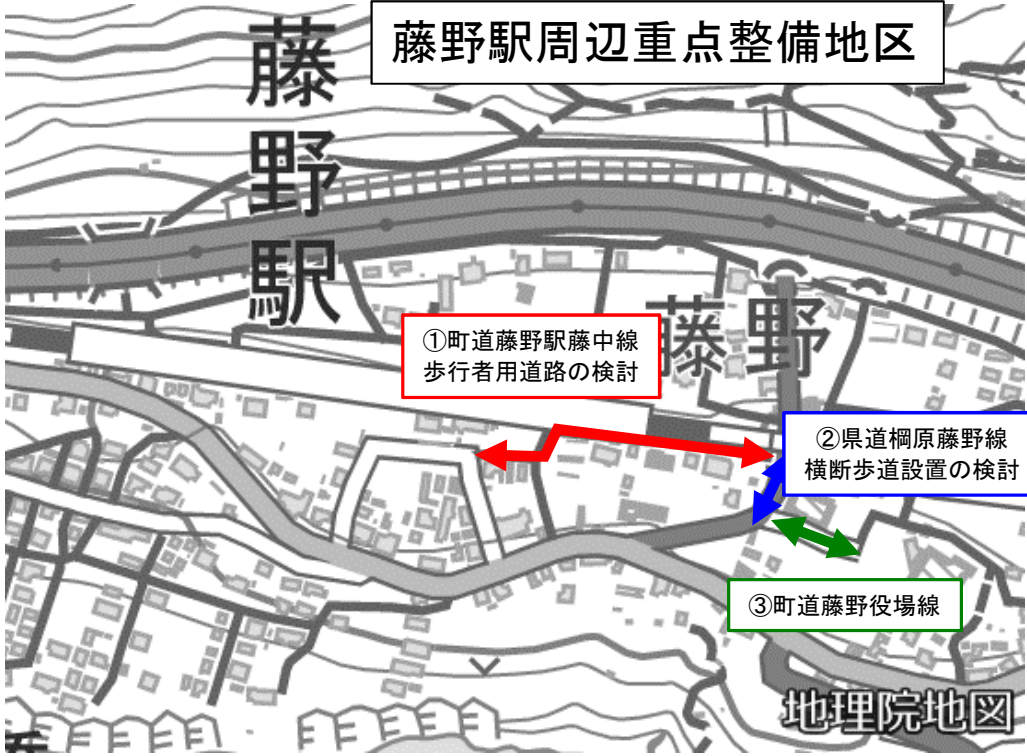 藤野駅周辺重点整備地区
藤野駅
藤野
①町道藤野駅藤中線
歩行者用道路の検討
②県道棡原藤野線
横断歩道設置の検討
③町道藤野役場線
地理院地図